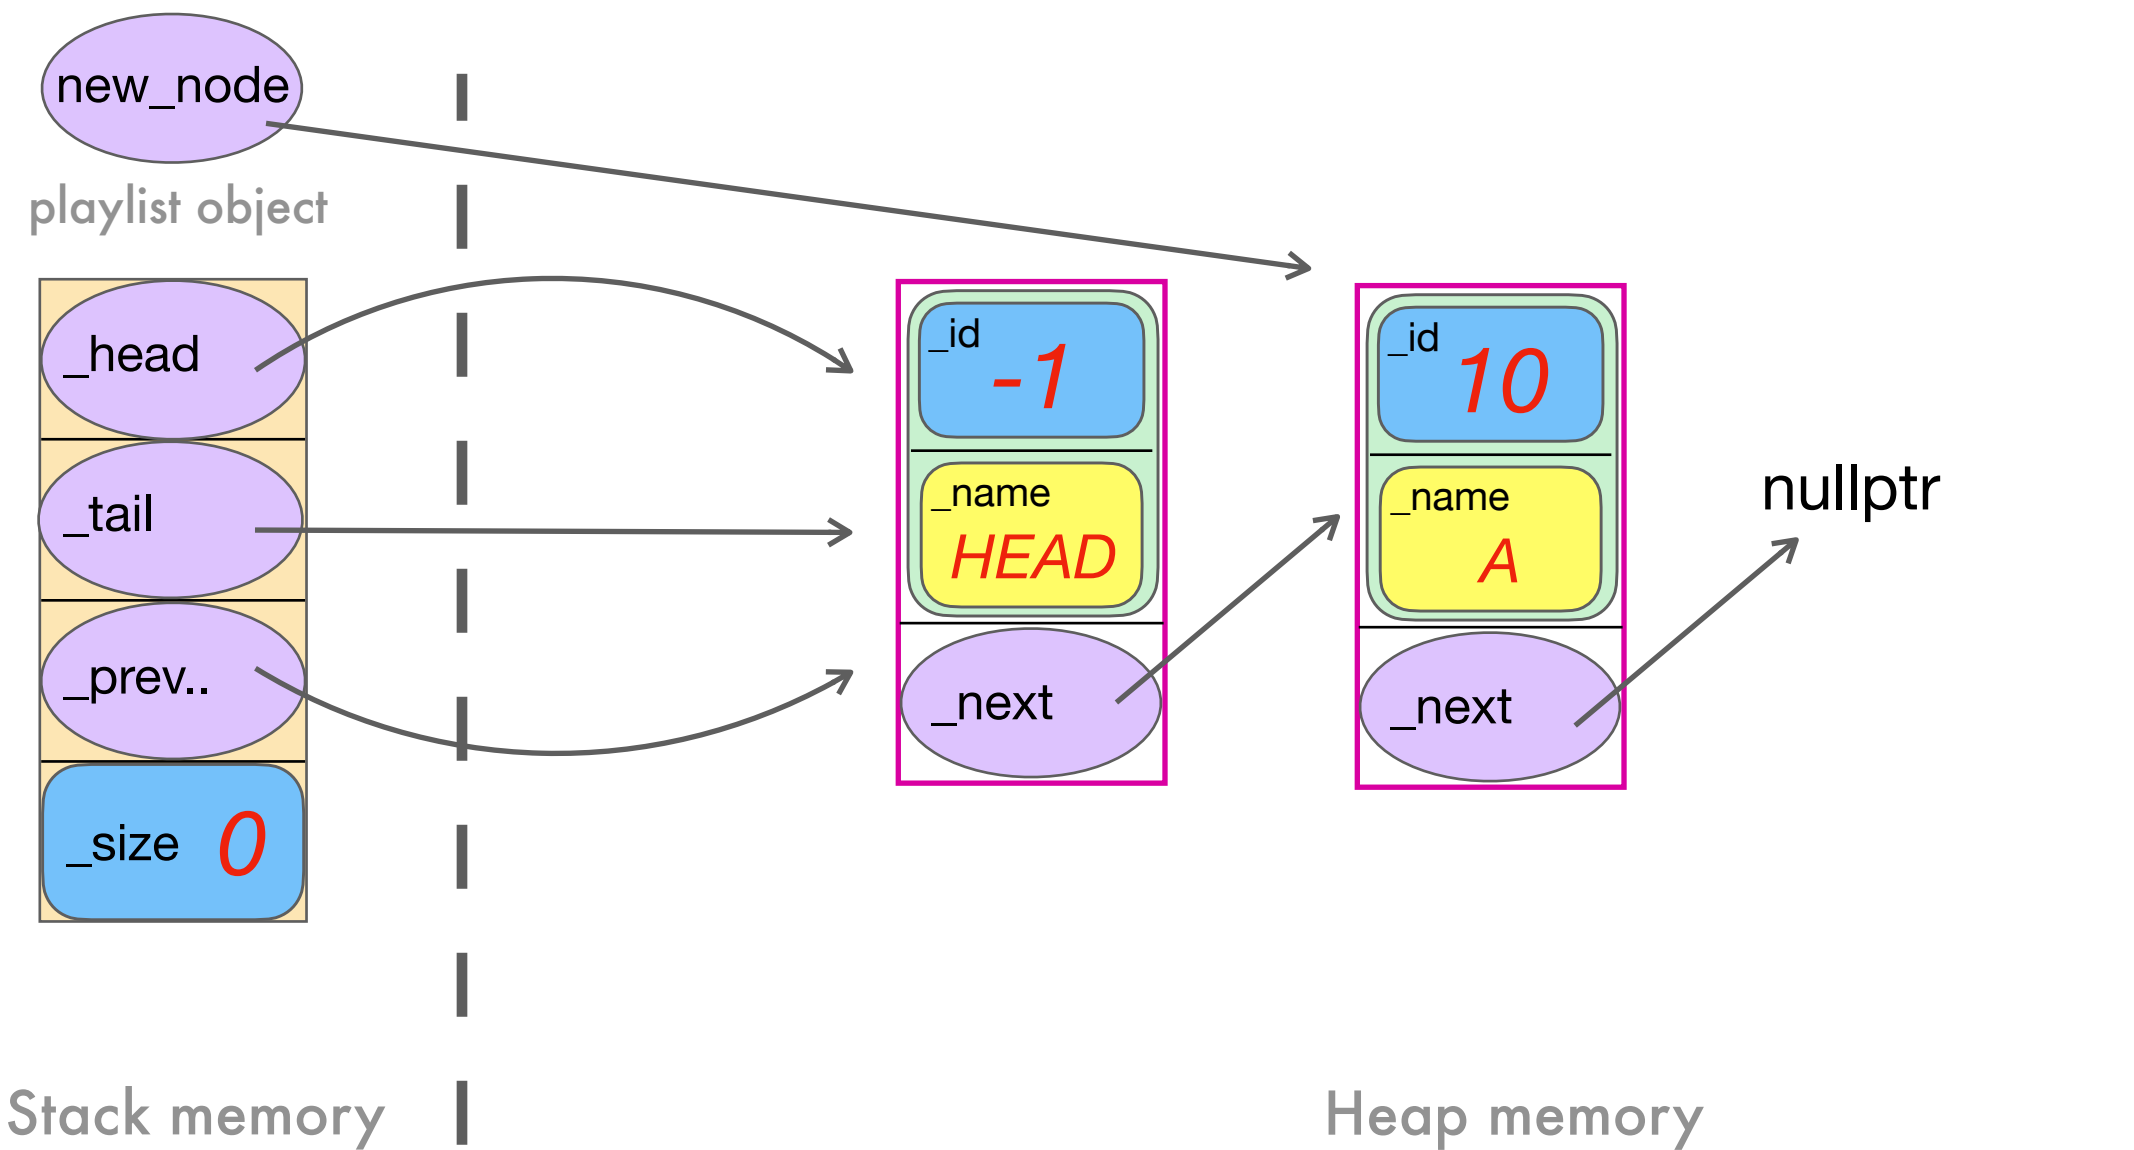 new_node
playlist object
_head
_tail
_prev..
_size 0
_id
-1
_name
HEAD
_next
_id
10
_name
A
_next
nullptr
Stack memory
Heap memory